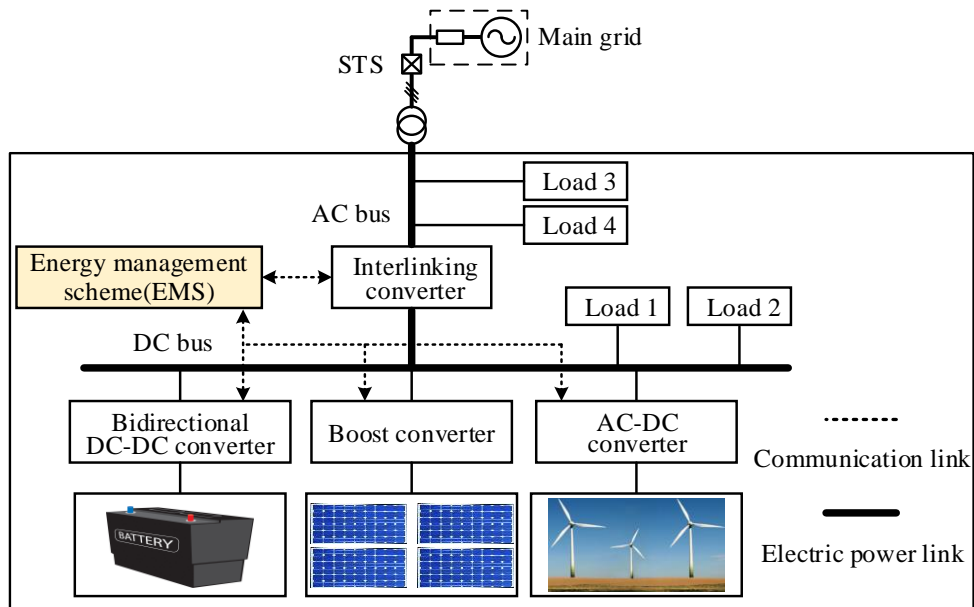 Main grid
STS
Load 3
AC bus
Load 4
Energy management
scheme(EMS)
Interlinking
converter
Load 1
Load 2
DC bus
Bidirectional
DC-DC converter
Boost converter
AC-DC
converter
Communication link
BATTERY
Electric power link